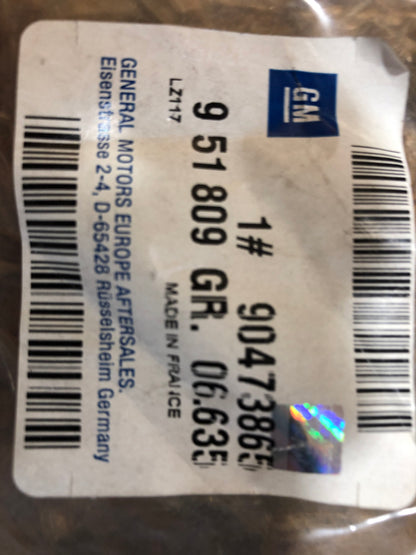 GM
1# 90473865
9 51 809 GR. 06.635
LZ117 MADE IN FRANCE
GENERAL MOTORS EUROPE AFTERSALES.
Eisenstrasse 2-4, D-65428 Rüsselsheim Germany